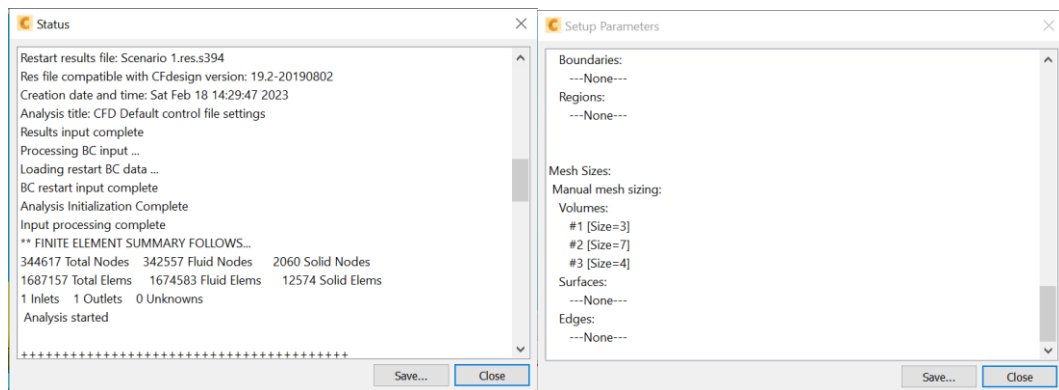 Status
Restart results file: Scenario 1.res.s394
Res file compatible with CFdesign version: 19.2-20190802
Creation date and time: Sat Feb 18 14:29:47 2023
Analysis title: CFD Default control file settings
Results input complete
Processing BC input ...
Loading restart BC data ...
BC restart input complete
Analysis Initialization Complete
Input processing complete
** FINITE ELEMENT SUMMARY FOLLOWS...
344617 Total Nodes 342557 Fluid Nodes 2060 Solid Nodes
1687157 Total Elems 1674583 Fluid Elems 12574 Solid Elems
1 Inlets 1 Outlets 0 Unknowns
Analysis started
++++++++++++++++++++++++++++++++++++++++
Save... Close
Setup Parameters
Boundaries:
---None---
Regions:
---None---
Mesh Sizes:
Manual mesh sizing:
Volumes:
#1 [Size=3]
#2 [Size=7]
#3 [Size=4]
Surfaces:
---None---
Edges:
---None---
Save... Close